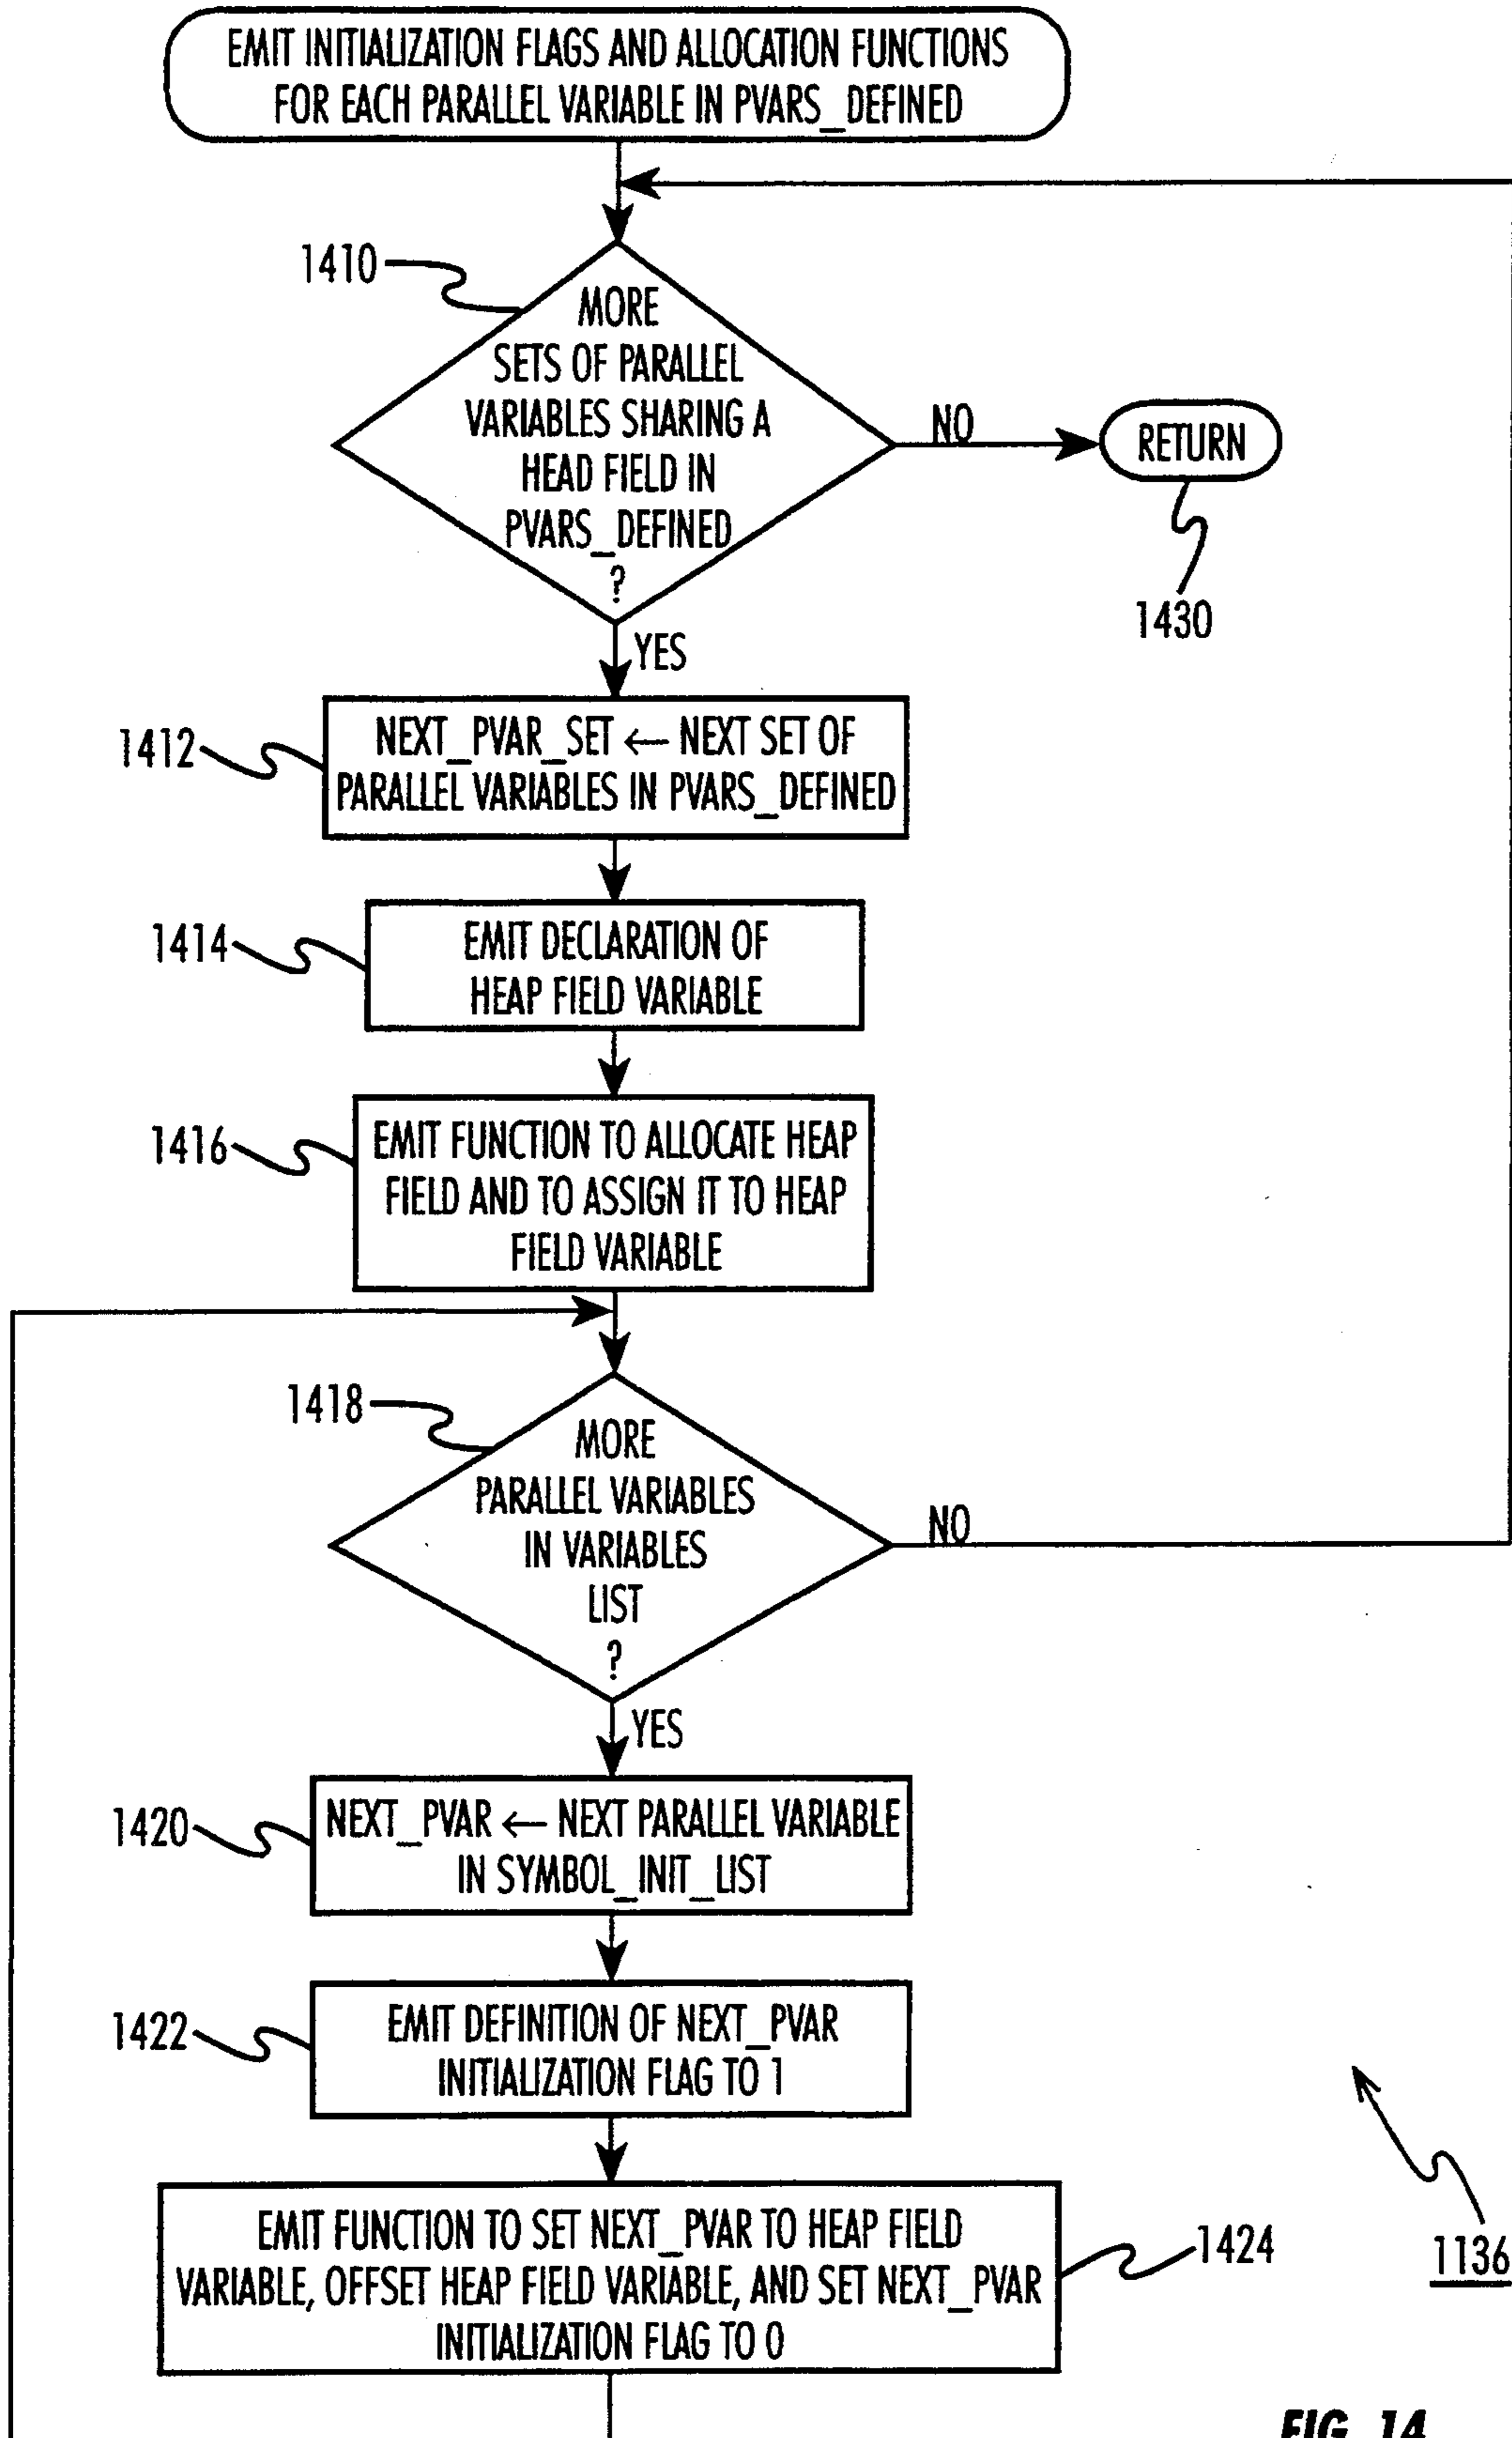 EMIT INITIALIZATION FLAGS AND ALLOCATION FUNCTIONS
FOR EACH PARALLEL VARIABLE IN PVARS_DEFINED
1410
MORE
SETS OF PARALLEL
VARIABLES SHARING A
HEAD FIELD IN
PVARS_DEFINED
?
NO
RETURN
1430
YES
1412
NEXT_PVAR_SET ← NEXT SET OF
PARALLEL VARIABLES IN PVARS_DEFINED
1414
EMIT DECLARATION OF
HEAP FIELD VARIABLE
1416
EMIT FUNCTION TO ALLOCATE HEAP
FIELD AND TO ASSIGN IT TO HEAP
FIELD VARIABLE
1418
MORE
PARALLEL VARIABLES
IN VARIABLES
LIST
?
NO
YES
1420
NEXT_PVAR ← NEXT PARALLEL VARIABLE
IN SYMBOL_INIT_LIST
1422
EMIT DEFINITION OF NEXT_PVAR
INITIALIZATION FLAG TO 1
EMIT FUNCTION TO SET NEXT_PVAR TO HEAP FIELD
VARIABLE, OFFSET HEAP FIELD VARIABLE, AND SET NEXT_PVAR
INITIALIZATION FLAG TO 0
1424
1136
FIG. 14